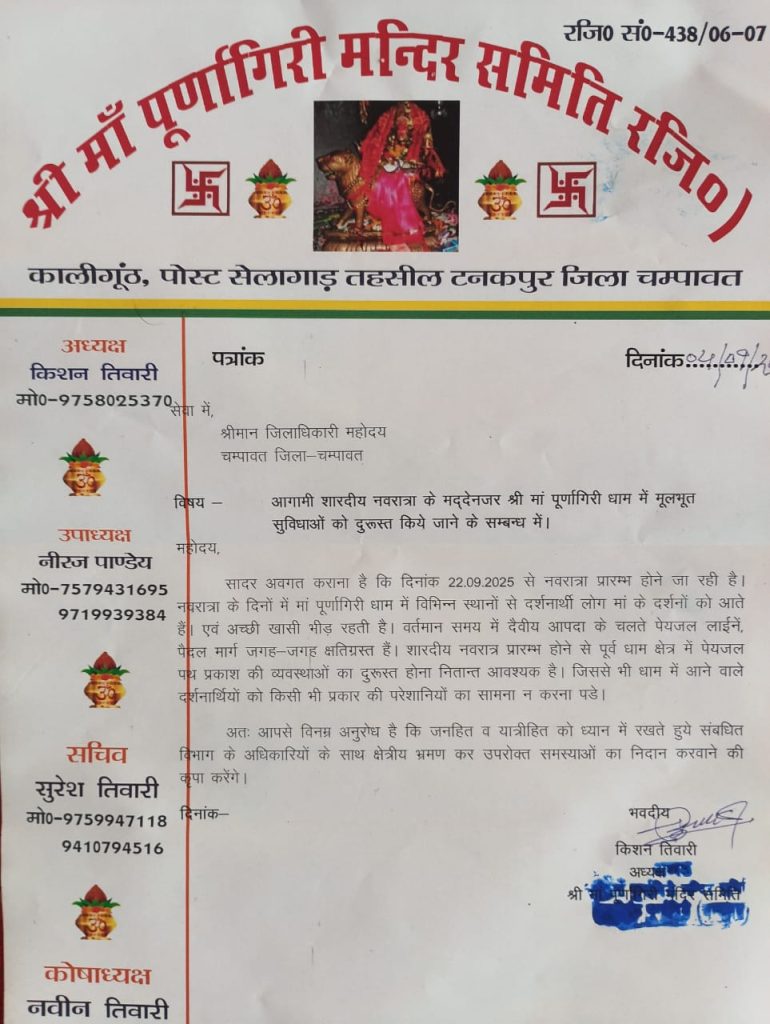 रजि0 सं0-438/06-07
श्री माँ पूर्णागिरी मन्दिर समिति रजि०)
कालीगूंठ, पोस्ट सेलागाड़ तहसील टनकपुर जिला चम्पावत
अध्यक्ष
किशन तिवारी
मो0-9758025370
उपाध्यक्ष
नीरज पाण्डेय
मो0-7579431695
9719939384
सचिव
सुरेश तिवारी
मो0-9759947118
9410794516
कोषाध्यक्ष
नवीन तिवारी
पत्रांक
दिनांक
सेवा में,
श्रीमान जिलाधिकारी महोदय
चम्पावत जिला–चम्पावत
विषय – आगामी शारदीय नवरात्रा के मद्देनजर श्री मां पूर्णागिरी धाम में मूलभूत
सुविधाओं को दुरूस्त किये जाने के सम्बन्ध में।
महोदय,
सादर अवगत कराना है कि दिनांक 22.09.2025 से नवरात्रा प्रारम्भ होने जा रही है।
नवरात्रा के दिनों में मां पूर्णागिरी धाम में विभिन्न स्थानों से दर्शनार्थी लोग मां के दर्शनों को आते
हैं। एवं अच्छी खासी भीड़ रहती है। वर्तमान समय में दैवीय आपदा के चलते पेयजल लाईनें,
पैदल मार्ग जगह–जगह क्षतिग्रस्त हैं। शारदीय नवरात्र प्रारम्भ होने से पूर्व धाम क्षेत्र में पेयजल
पथ प्रकाश की व्यवस्थाओं का दुरूस्त होना नितान्त आवश्यक है। जिससे भी धाम में आने वाले
दर्शनार्थियों को किसी भी प्रकार की परेशानियों का सामना न करना पडे।
अतः आपसे विनम्र अनुरोध है कि जनहित व यात्रीहित को ध्यान में रखते हुये संबधित
विभाग के अधिकारियों के साथ क्षेत्रीय भ्रमण कर उपरोक्त समस्याओं का निदान करवाने की
कृपा करेंगे।
दिनांक–
भवदीय
किशन तिवारी
अध्यक्ष
श्री मां पूर्णागिरी मंदिर समिति